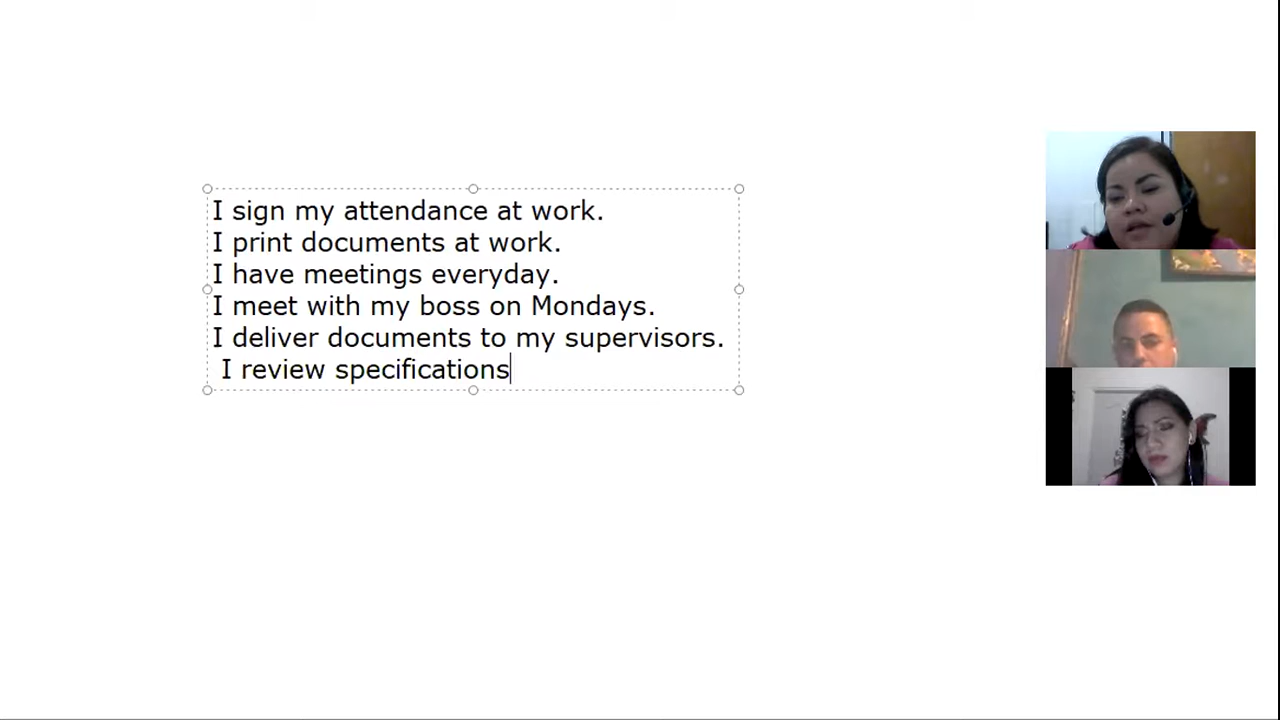 I sign my attendance at work.
I print documents at work.
I have meetings everyday.
I meet with my boss on Mondays.
I deliver documents to my supervisors.
I review specifications